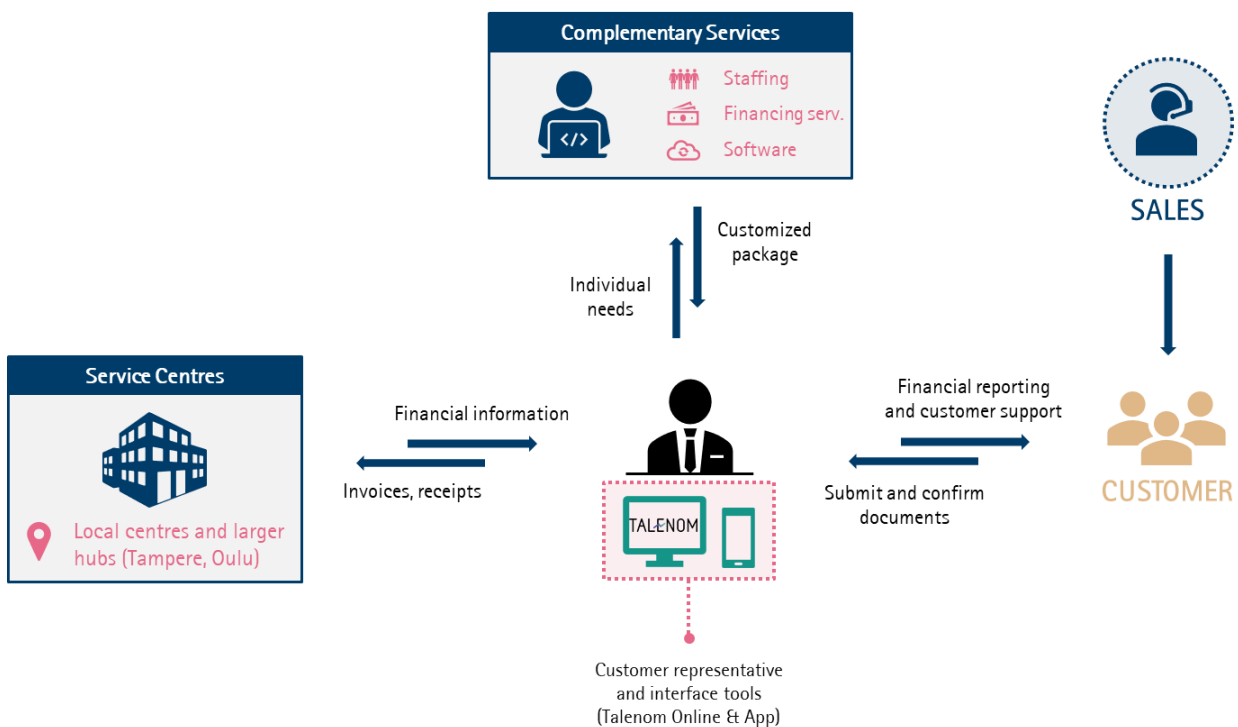 Complementary Services
Staffing
Financing serv.
Software
</>
SALES
Customized
package
Individual
needs
Service Centres
Financial information
Invoices, receipts
Local centres and larger
hubs (Tampere, Oulu)
TALENOM
Financial reporting
and customer support
Submit and confirm
documents
CUSTOMER
Customer representative
and interface tools
(Talenom Online & App)